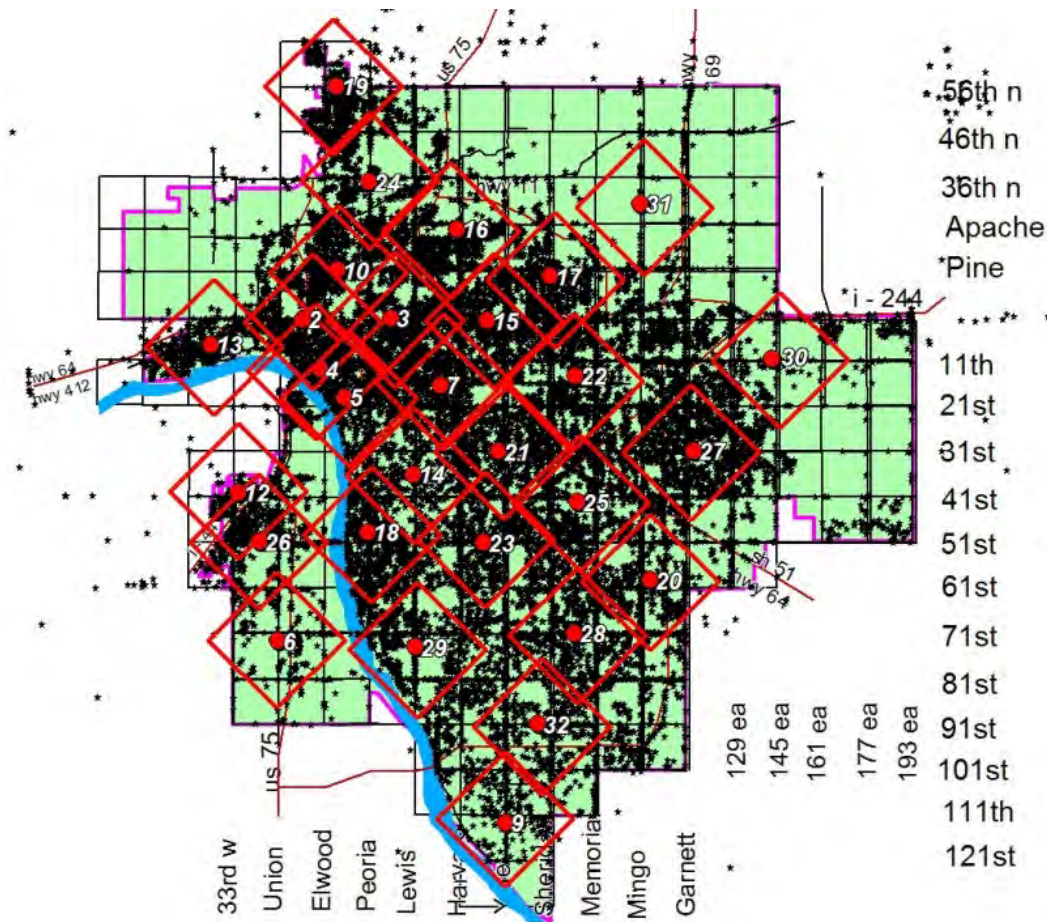 us 75
hwy
169
56th n
46th n
36th n
Apache
Pine
i - 244
11th
21st
31st
41st
51st
61st
71st
81st
91st
101st
111th
121st
19
24
hwy 11
31
16
10
17
2
3
15
13
30
hwy 64
hwy 412
4
22
5
7
21
27
14
12
25
18
26
23
20
sh 51
hwy 64
6
28
29
32
us 75
9
129 ea
145 ea
161 ea
177 ea
193 ea
33rd w
Union
Elwood
Peoria
Lewis
Memoria
Mingo
Garnett